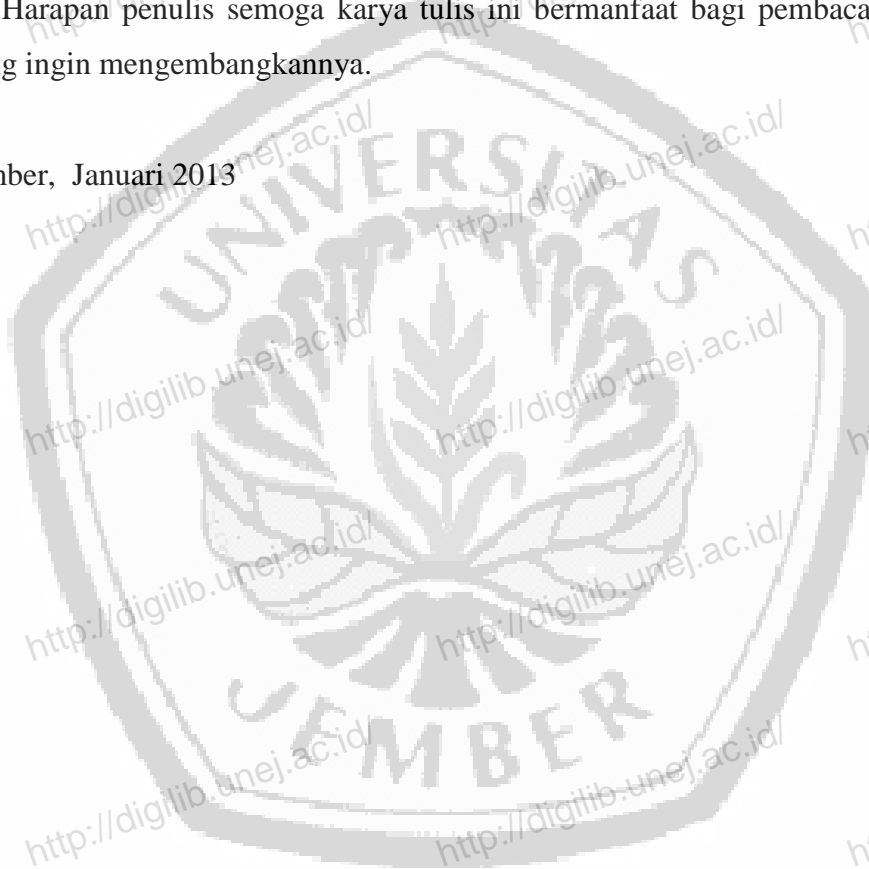 Harapan penulis semoga karya tulis ini bermanfaat bagi pembaca
g ingin mengembangkannya.
ber, Januari 2013
UNIVERSITAS
JEMBER
http://digilib.unej.ac.id/
http://digilib.unej.ac.id/
http://digilib.unej.ac.id/
http://digilib.unej.ac.id/
http://digilib.unej.ac.id/
http://digilib.unej.ac.id/
http://digilib.unej.ac.id/
http://digilib.unej.ac.id/